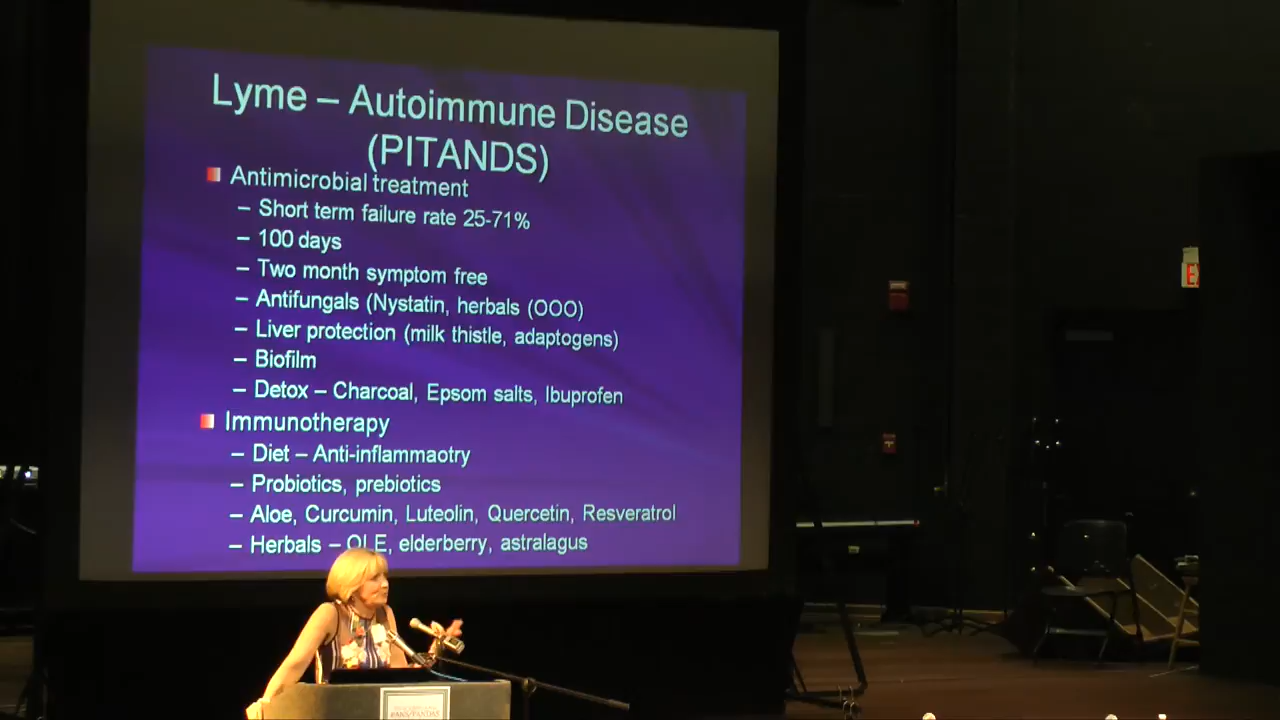 Lyme – Autoimmune Disease
(PITANDS)
Antimicrobial treatment
– Short term failure rate 25-71%
– 100 days
– Two month symptom free
– Antifungals (Nystatin, herbals (OOO)
– Liver protection (milk thistle, adaptogens)
– Biofilm
– Detox – Charcoal, Epsom salts, Ibuprofen
Immunotherapy
– Diet – Anti-inflammaotry
– Probiotics, prebiotics
– Aloe, Curcumin, Luteolin, Quercetin, Resveratrol
– Herbals – OLE, elderberry, astralagus